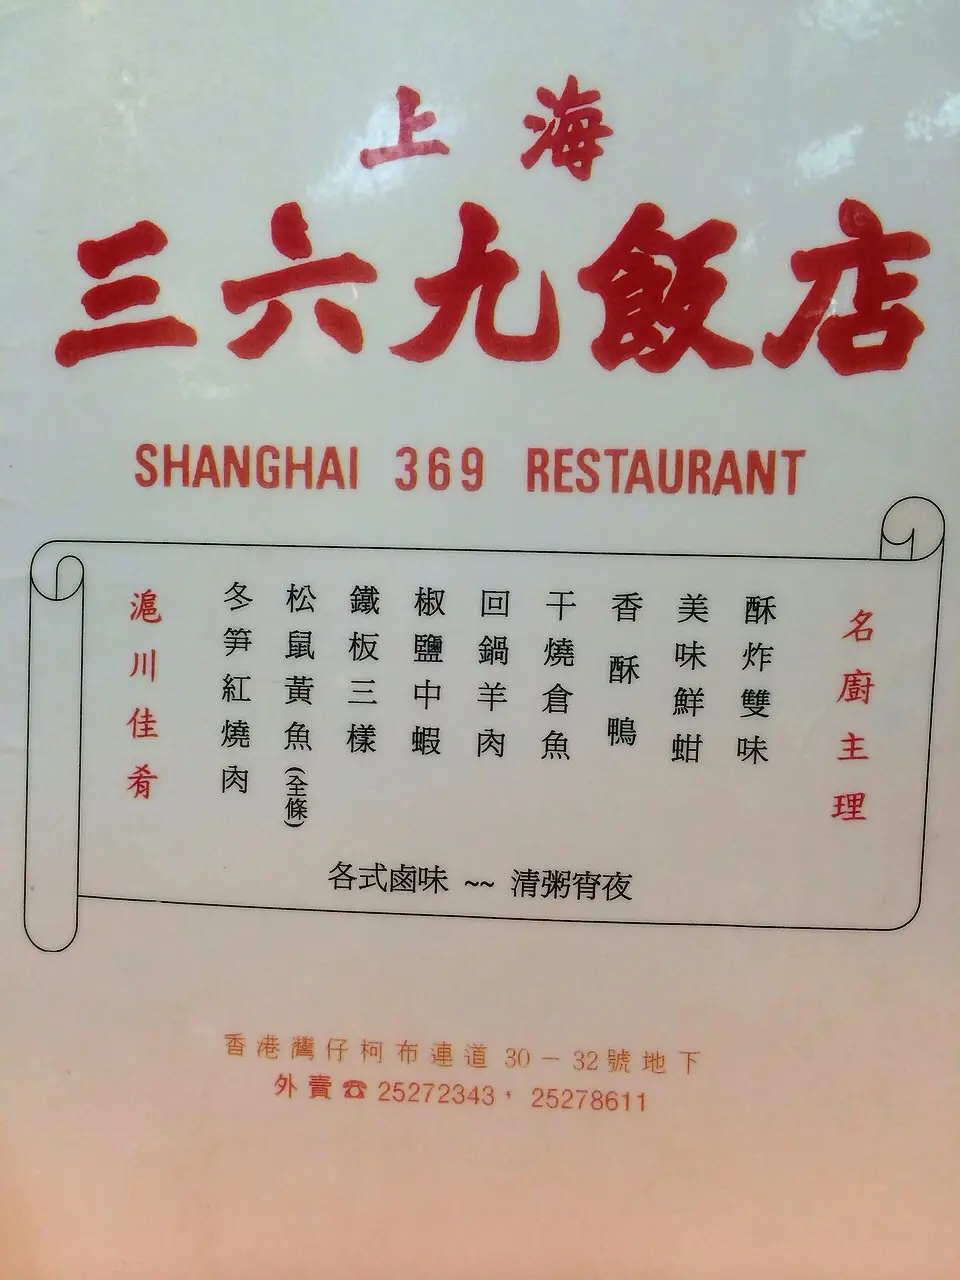 上海
三六九飯店
SHANGHAI 369 RESTAURANT
名廚主理
酥炸雙味
美味鮮蚶
香酥鴨
干燒倉魚
回鍋羊肉
椒鹽中蝦
鐵板三樣
松鼠黃魚(全條)
冬笋紅燒肉
滬川佳肴
各式鹵味 ~~ 清粥宵夜
香港灣仔柯布連道 30 － 32號地下
外賣☎25272343，25278611